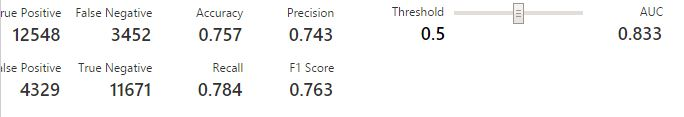 rue Positive False Negative Accuracy Precision Threshold AUC
12548 3452 0.757 0.743 0.5 0.833
alse Positive True Negative Recall F1 Score
4329 11671 0.784 0.763